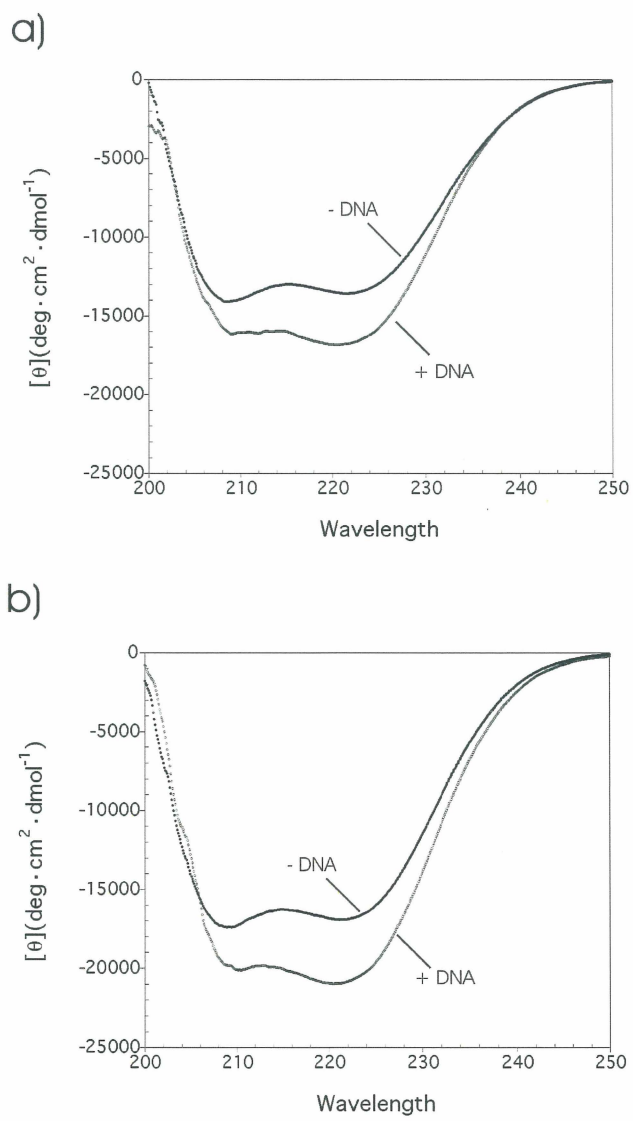 a)
0
-5000
-10000
-15000
-20000
-25000
[θ](deg · cm² · dmol⁻¹)
- DNA
+ DNA
200 210 220 230 240 250
Wavelength
b)
0
-5000
-10000
-15000
-20000
-25000
[θ](deg · cm² · dmol⁻¹)
- DNA
+ DNA
200 210 220 230 240 250
Wavelength